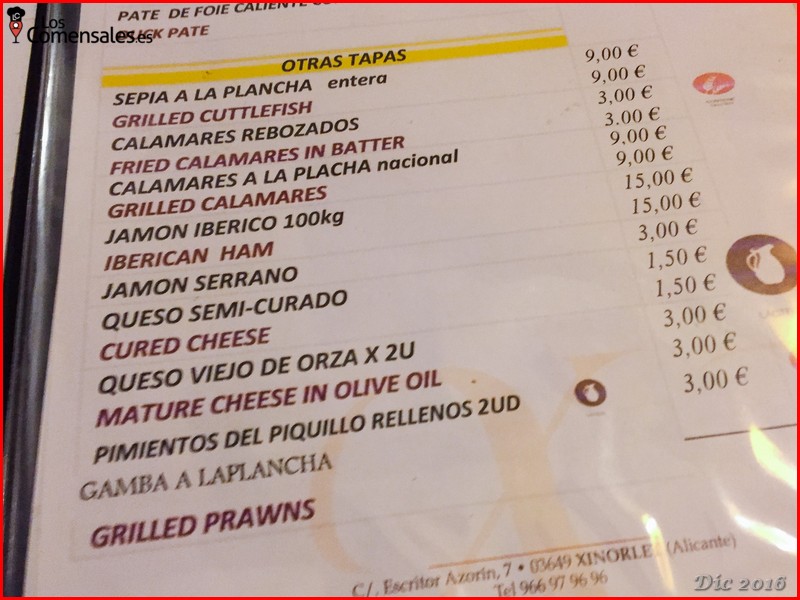 Los
Comensales.es
PATE DE FOIE CALIENTE
PATE
OTRAS TAPAS
SEPIA A LA PLANCHA entera 9,00 €
GRILLED CUTTLEFISH 9,00 €
CALAMARES REBOZADOS 3,00 €
FRIED CALAMARES IN BATTER 3.00 €
CALAMARES A LA PLACHA nacional 9,00 €
GRILLED CALAMARES 9,00 €
JAMON IBERICO 100kg 15,00 €
IBERICAN HAM 15,00 €
JAMON SERRANO 3,00 €
QUESO SEMI-CURADO 1,50 €
CURED CHEESE 1,50 €
QUESO VIEJO DE ORZA X 2U 3,00 €
MATURE CHEESE IN OLIVE OIL 3,00 €
PIMIENTOS DEL PIQUILLO RELLENOS 2UD 3,00 €
GAMBA A LAPLANCHA
GRILLED PRAWNS
C/. Escritor Azorín, 7 • 03649 XINORLET (Alicante)
Tel 966 97 96 96
Dic 2016